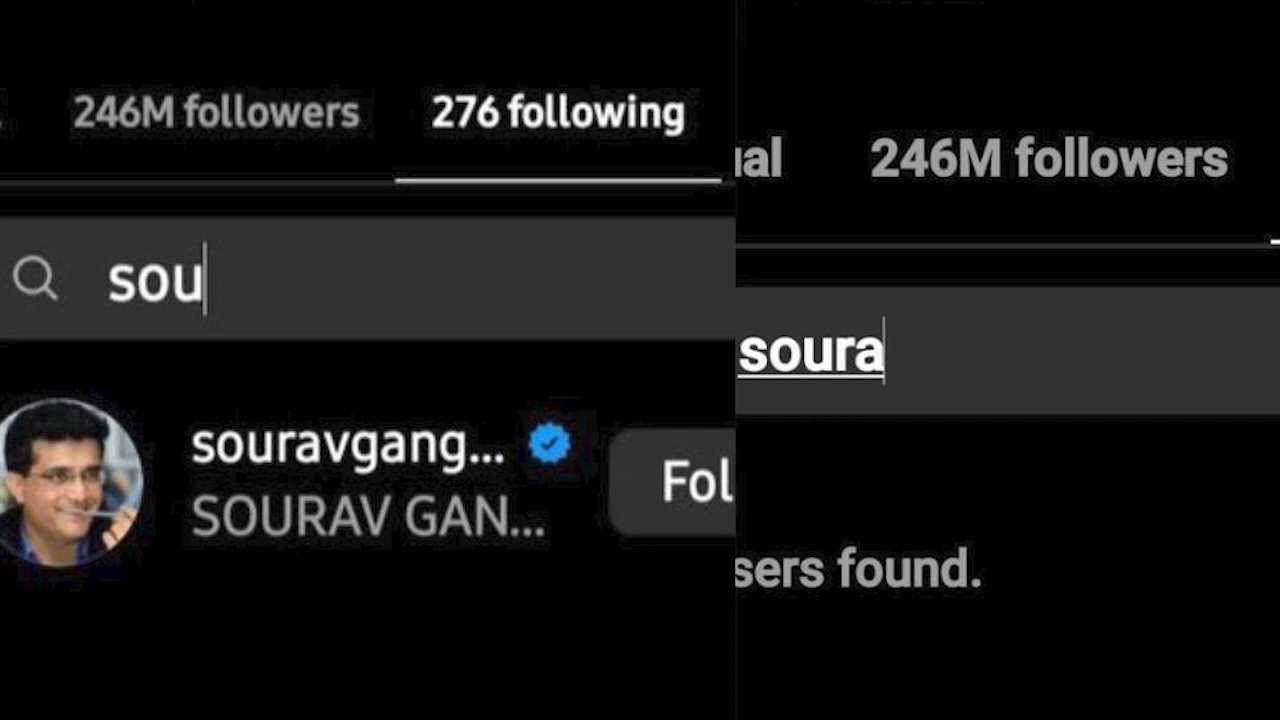 246M followers 276 following
sou
souravgang...
SOURAV GAN...
Fol
ual 246M followers
soura
sers found.